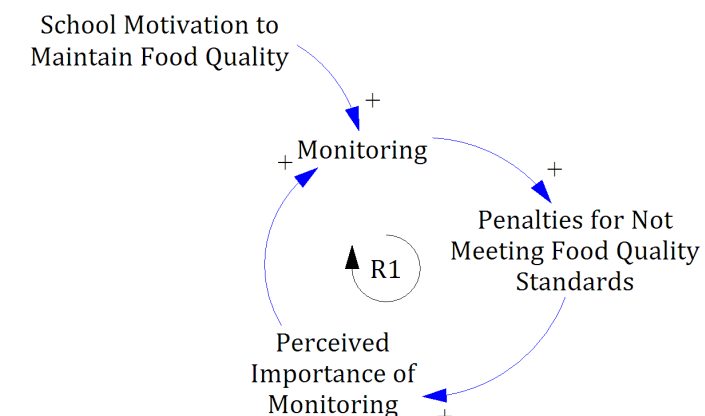 School Motivation to
Maintain Food Quality
+
+
Monitoring
+
Penalties for Not
Meeting Food Quality
Standards
R1
Perceived
Importance of
Monitoring
+